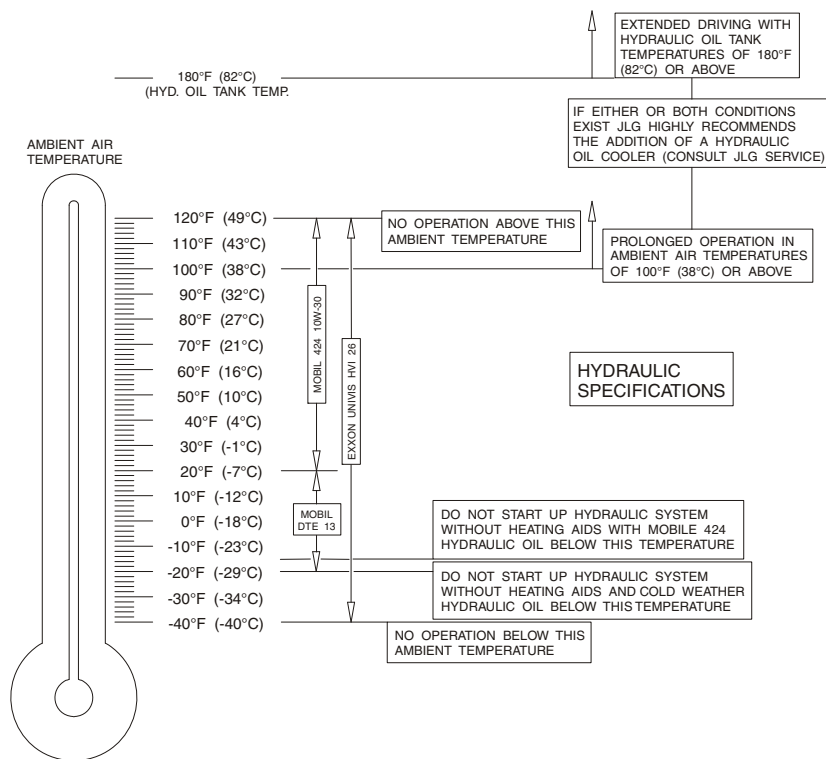 EXTENDED DRIVING WITH
HYDRAULIC OIL TANK
TEMPERATURES OF 180°F
(82°C) OR ABOVE
180°F (82°C)
(HYD. OIL TANK TEMP.
IF EITHER OR BOTH CONDITIONS
EXIST JLG HIGHLY RECOMMENDS
THE ADDITION OF A HYDRAULIC
OIL COOLER (CONSULT JLG SERVICE)
AMBIENT AIR
TEMPERATURE
120°F (49°C)
110°F (43°C)
100°F (38°C)
90°F (32°C)
80°F (27°C)
70°F (21°C)
60°F (16°C)
50°F (10°C)
40°F (4°C)
30°F (-1°C)
20°F (-7°C)
10°F (-12°C)
0°F (-18°C)
-10°F (-23°C)
-20°F (-29°C)
-30°F (-34°C)
-40°F (-40°C)
MOBIL 424 10W-30
EXXON UNIVIS HVI 26
MOBIL
DTE 13
NO OPERATION ABOVE THIS
AMBIENT TEMPERATURE
PROLONGED OPERATION IN
AMBIENT AIR TEMPERATURES
OF 100°F (38°C) OR ABOVE
HYDRAULIC
SPECIFICATIONS
DO NOT START UP HYDRAULIC SYSTEM
WITHOUT HEATING AIDS WITH MOBILE 424
HYDRAULIC OIL BELOW THIS TEMPERATURE
DO NOT START UP HYDRAULIC SYSTEM
WITHOUT HEATING AIDS AND COLD WEATHER
HYDRAULIC OIL BELOW THIS TEMPERATURE
NO OPERATION BELOW THIS
AMBIENT TEMPERATURE